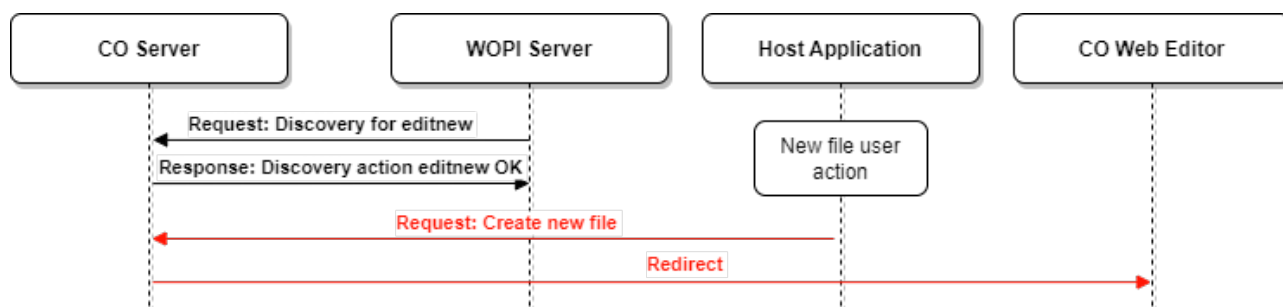 CO Server
WOPI Server
Host Application
CO Web Editor
Request: Discovery for editnew
New file user
action
Response: Discovery action editnew OK
Request: Create new file
Redirect